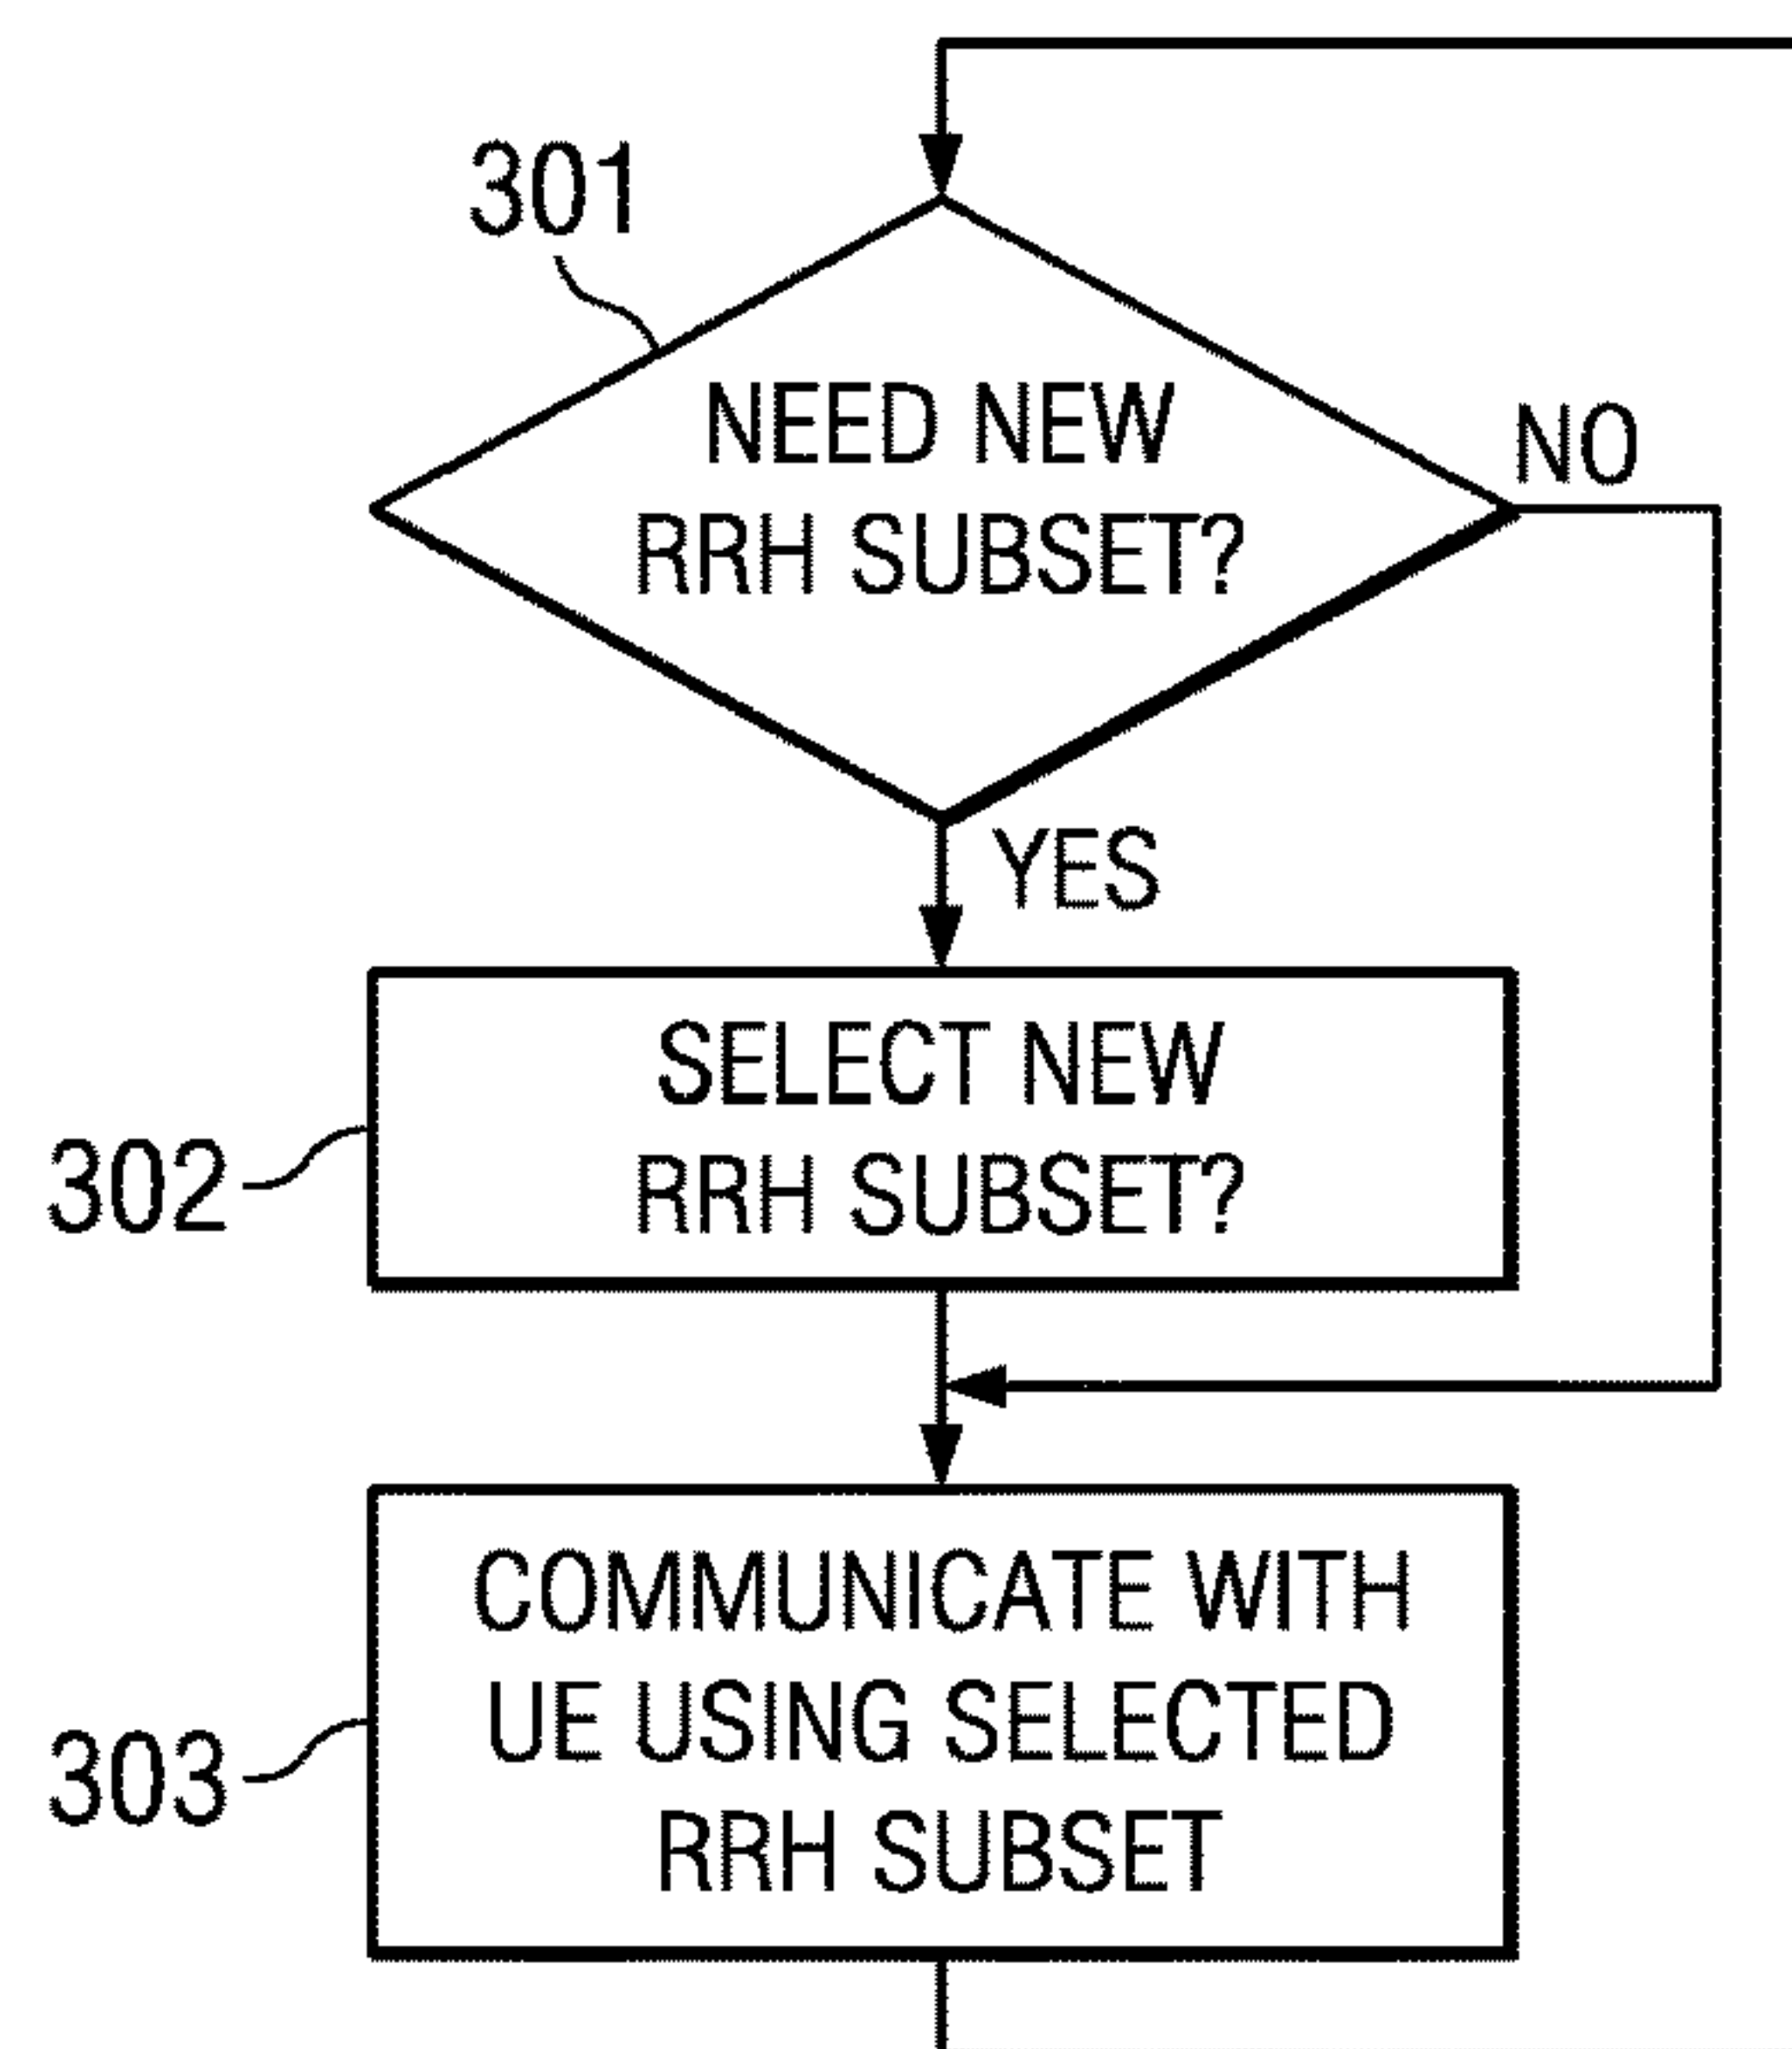 301
NEED NEW
RRH SUBSET?
NO
YES
SELECT NEW
RRH SUBSET?
302
COMMUNICATE WITH
UE USING SELECTED
RRH SUBSET
303